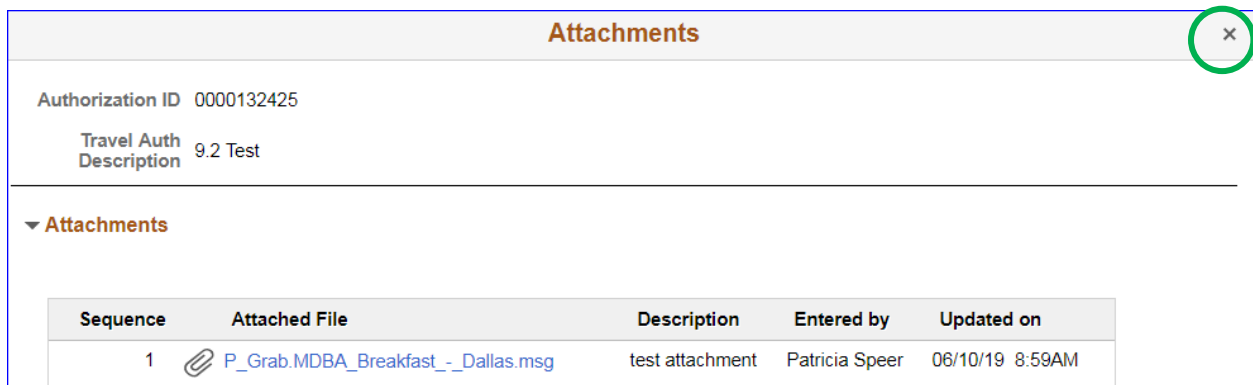 Attachments ×
Authorization ID 0000132425
Travel Auth
Description 9.2 Test
Attachments
Sequence Attached File Description Entered by Updated on
1 P_Grab.MDBA_Breakfast_-_Dallas.msg test attachment Patricia Speer 06/10/19 8:59AM